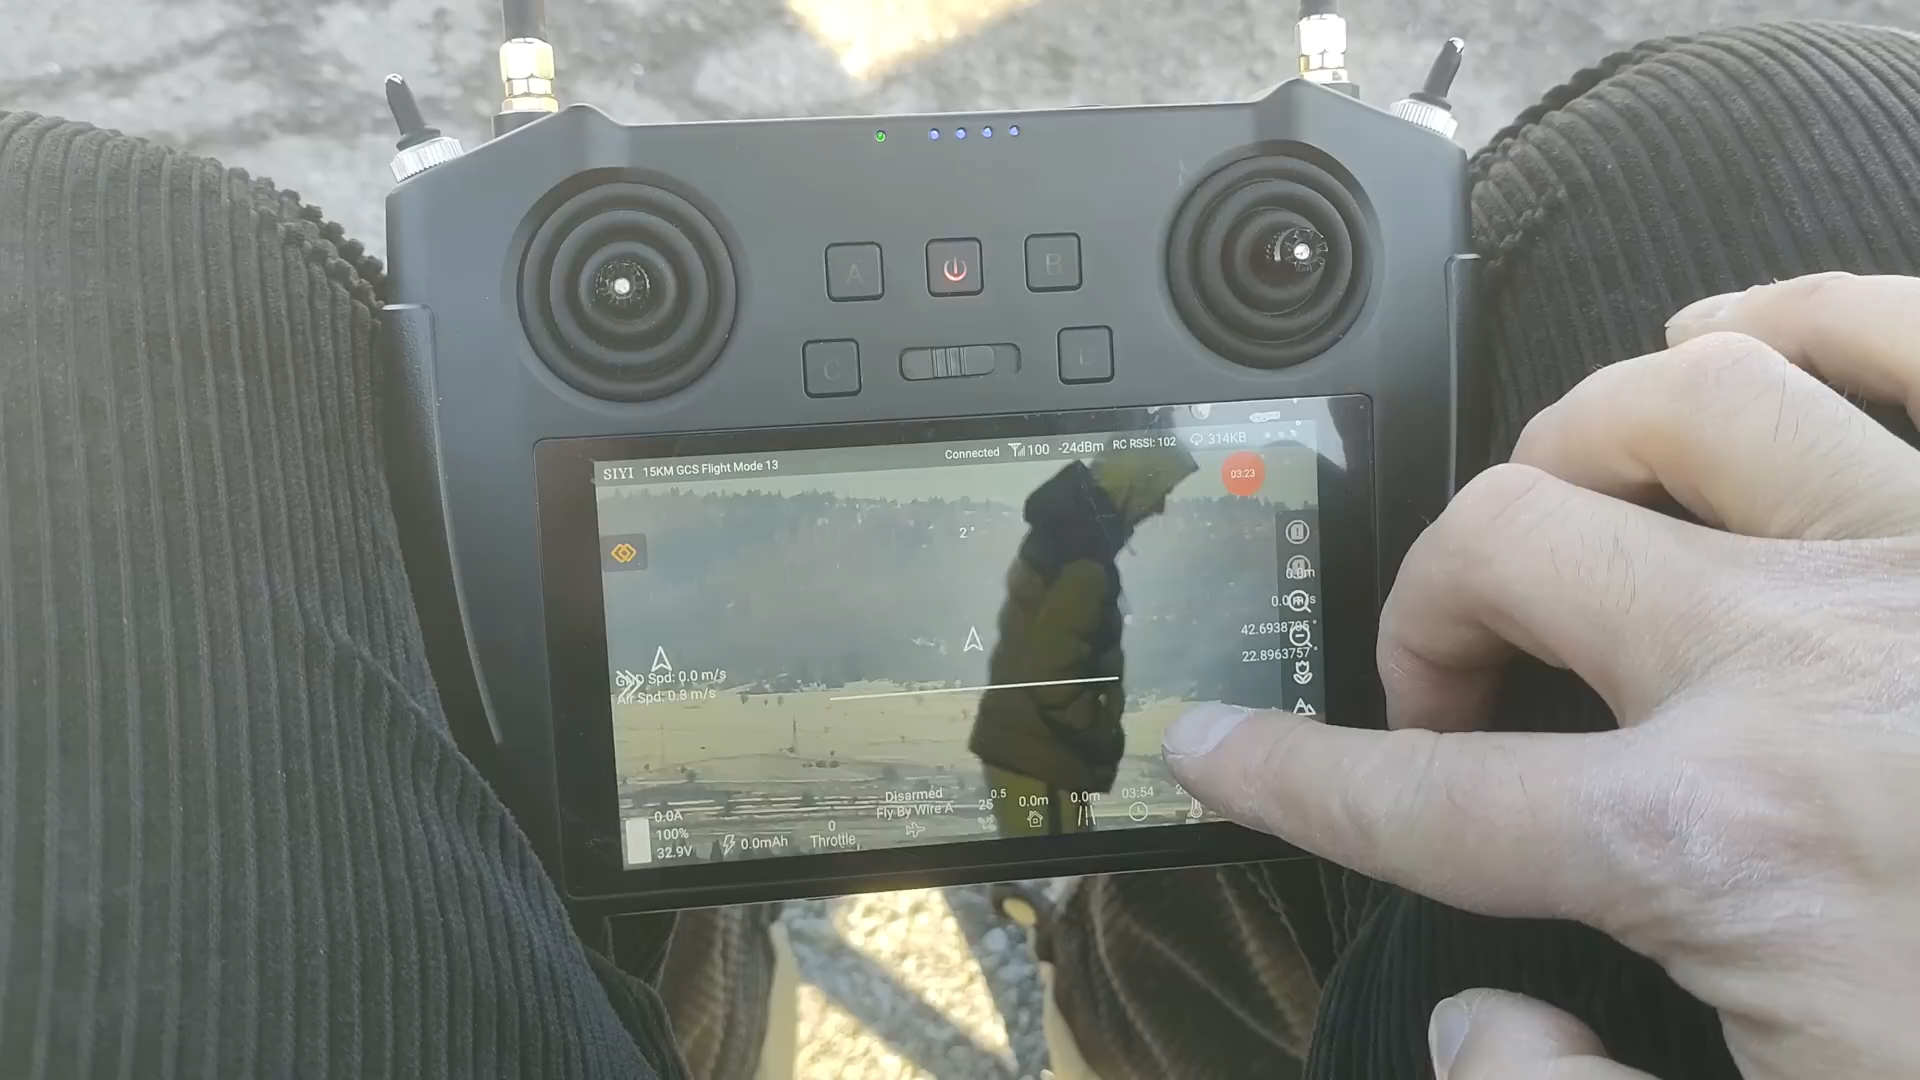 A
B
C
SIYI 15KM GCS Flight Mode 13
Connected 100 -24dBm RC RSSI: 102 314KB
03:23
2°
0.0m
42.6938705°
22.8963757°
GND Spd: 0.0 m/s
Air Spd: 0.8 m/s
0.0A
100%
32.9V
0.0mAh
0
Throttle
Disarmed
Fly By Wire A
0.5
25
0.0m
0.0m
03:54